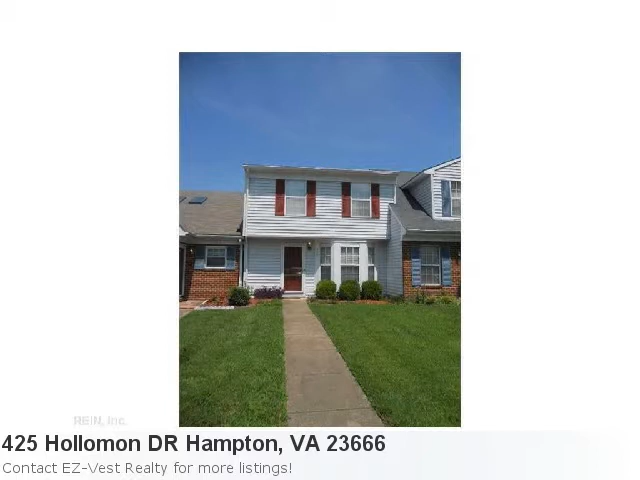 REIN, Inc.
425 Hollomon DR Hampton, VA 23666
Contact EZ-Vest Realty for more listings!